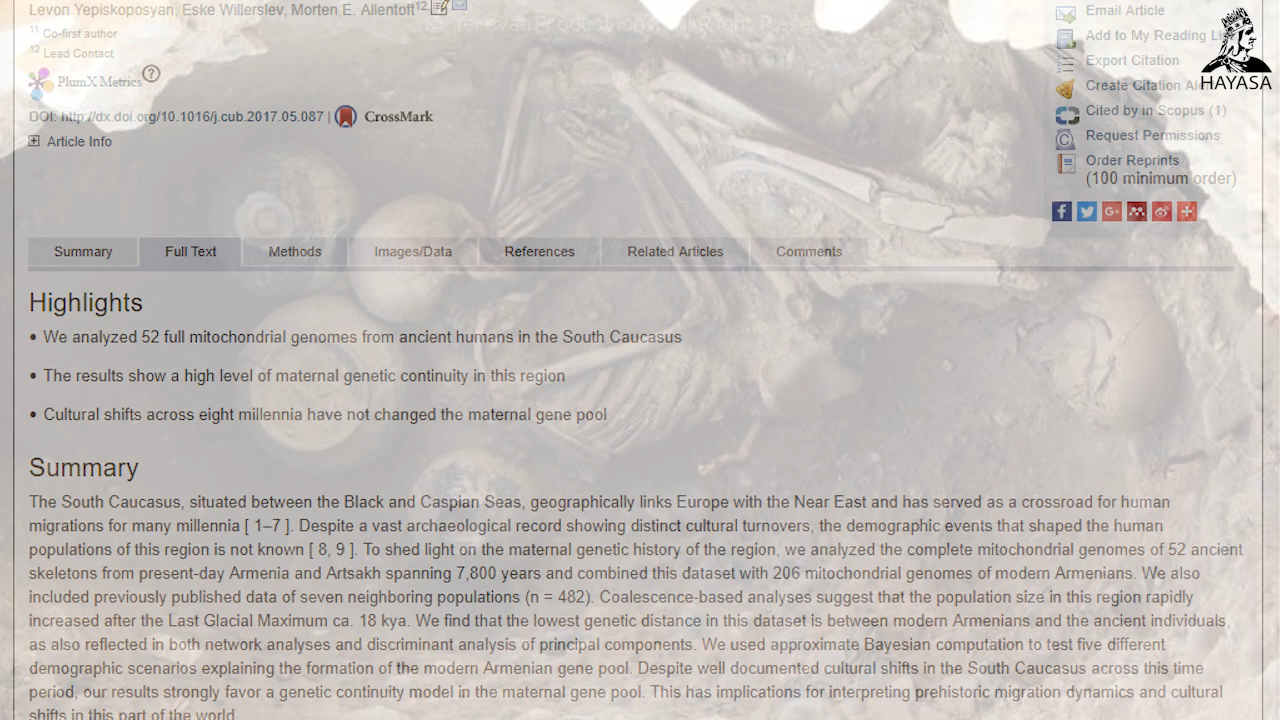 Levon Yepiskoposyan, Eske Willerslev, Morten E. Allentoft12,
11 Co-first author
12 Lead Contact
PlumX Metrics ?
DOI: http://dx.doi.org/10.1016/j.cub.2017.05.087 | CrossMark
Article Info
Email Article
Add to My Reading Li
Export Citation
Create Citation Al
Cited by in Scopus (1)
Request Permissions
Order Reprints
(100 minimum order)
HAYASA
Summary Full Text Methods Images/Data References Related Articles Comments
Highlights
• We analyzed 52 full mitochondrial genomes from ancient humans in the South Caucasus
• The results show a high level of maternal genetic continuity in this region
• Cultural shifts across eight millennia have not changed the maternal gene pool
Summary
The South Caucasus, situated between the Black and Caspian Seas, geographically links Europe with the Near East and has served as a crossroad for human
migrations for many millennia [ 1–7 ]. Despite a vast archaeological record showing distinct cultural turnovers, the demographic events that shaped the human
populations of this region is not known [ 8, 9 ]. To shed light on the maternal genetic history of the region, we analyzed the complete mitochondrial genomes of 52 ancient
skeletons from present-day Armenia and Artsakh spanning 7,800 years and combined this dataset with 206 mitochondrial genomes of modern Armenians. We also
included previously published data of seven neighboring populations (n = 482). Coalescence-based analyses suggest that the population size in this region rapidly
increased after the Last Glacial Maximum ca. 18 kya. We find that the lowest genetic distance in this dataset is between modern Armenians and the ancient individuals,
as also reflected in both network analyses and discriminant analysis of principal components. We used approximate Bayesian computation to test five different
demographic scenarios explaining the formation of the modern Armenian gene pool. Despite well documented cultural shifts in the South Caucasus across this time
period, our results strongly favor a genetic continuity model in the maternal gene pool. This has implications for interpreting prehistoric migration dynamics and cultural
shifts in this part of the world